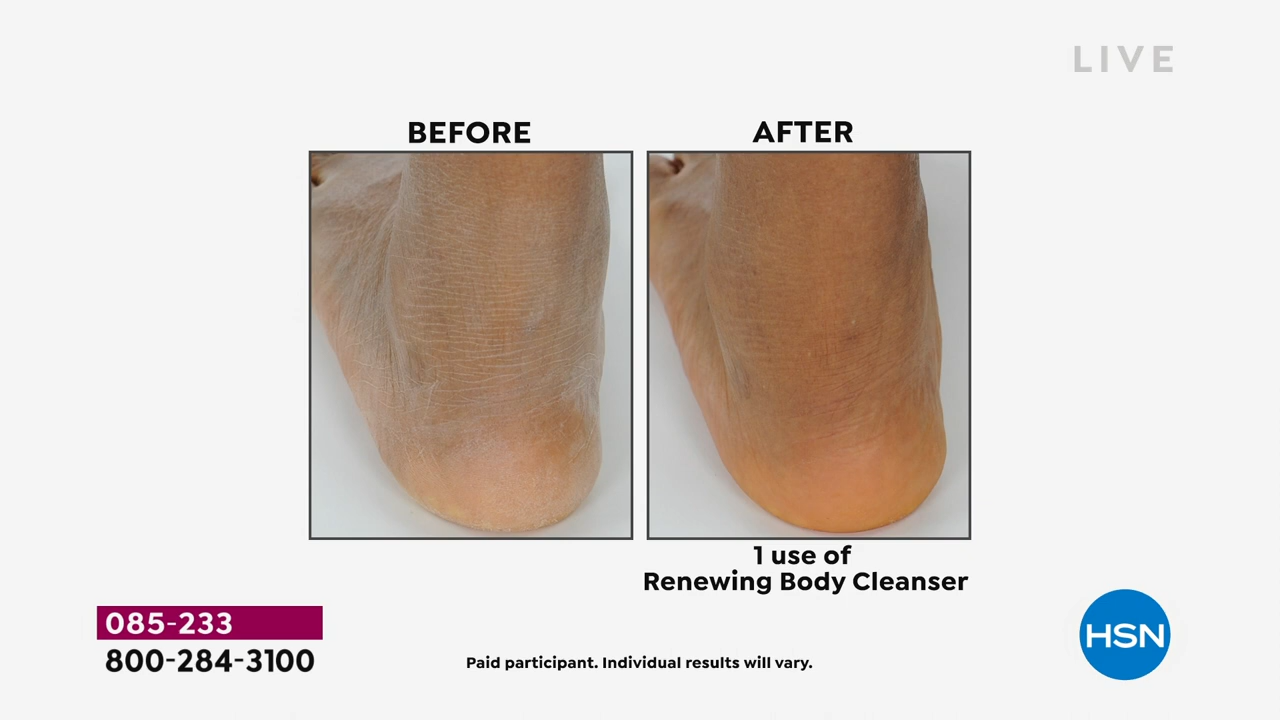 LIVE
BEFORE
AFTER
1 use of
Renewing Body Cleanser
085-233
800-284-3100
Paid participant. Individual results will vary.
HSN